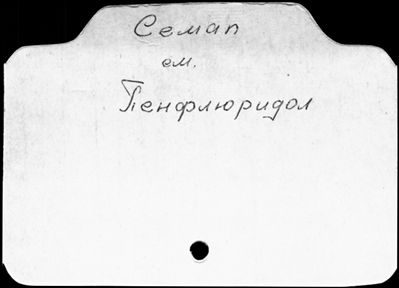 Семап
см.
Пенфлюридол